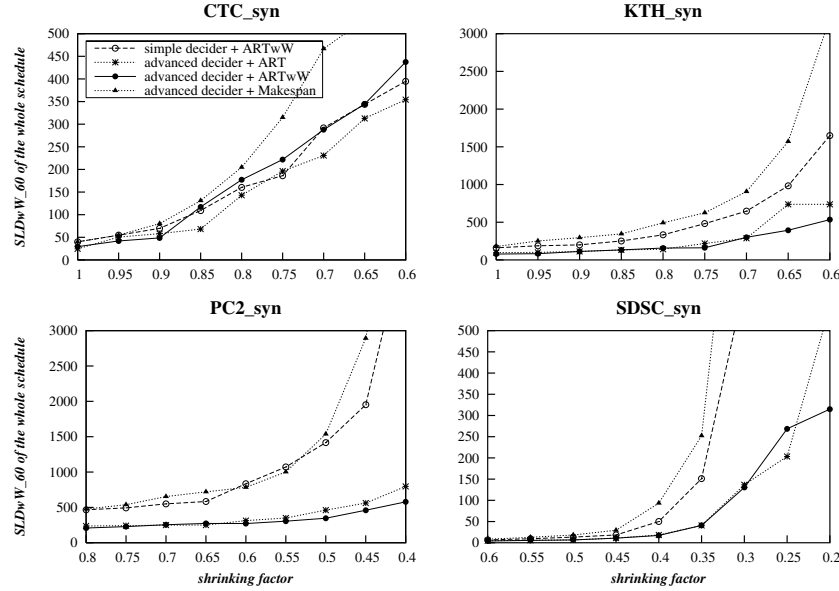 CTC_syn
SLDwW_60 of the whole schedule
500
450
400
350
300
250
200
150
100
50
0
simple decider + ARTwW
advanced decider + ART
advanced decider + ARTwW
advanced decider + Makespan
1 0.95 0.9 0.85 0.8 0.75 0.7 0.65 0.6
KTH_syn
3000
2500
2000
1500
1000
500
0
1 0.95 0.9 0.85 0.8 0.75 0.7 0.65 0.6
PC2_syn
SLDwW_60 of the whole schedule
3000
2500
2000
1500
1000
500
0
0.8 0.75 0.7 0.65 0.6 0.55 0.5 0.45 0.4
shrinking factor
SDSC_syn
500
450
400
350
300
250
200
150
100
50
0
0.6 0.55 0.5 0.45 0.4 0.35 0.3 0.25 0.2
shrinking factor